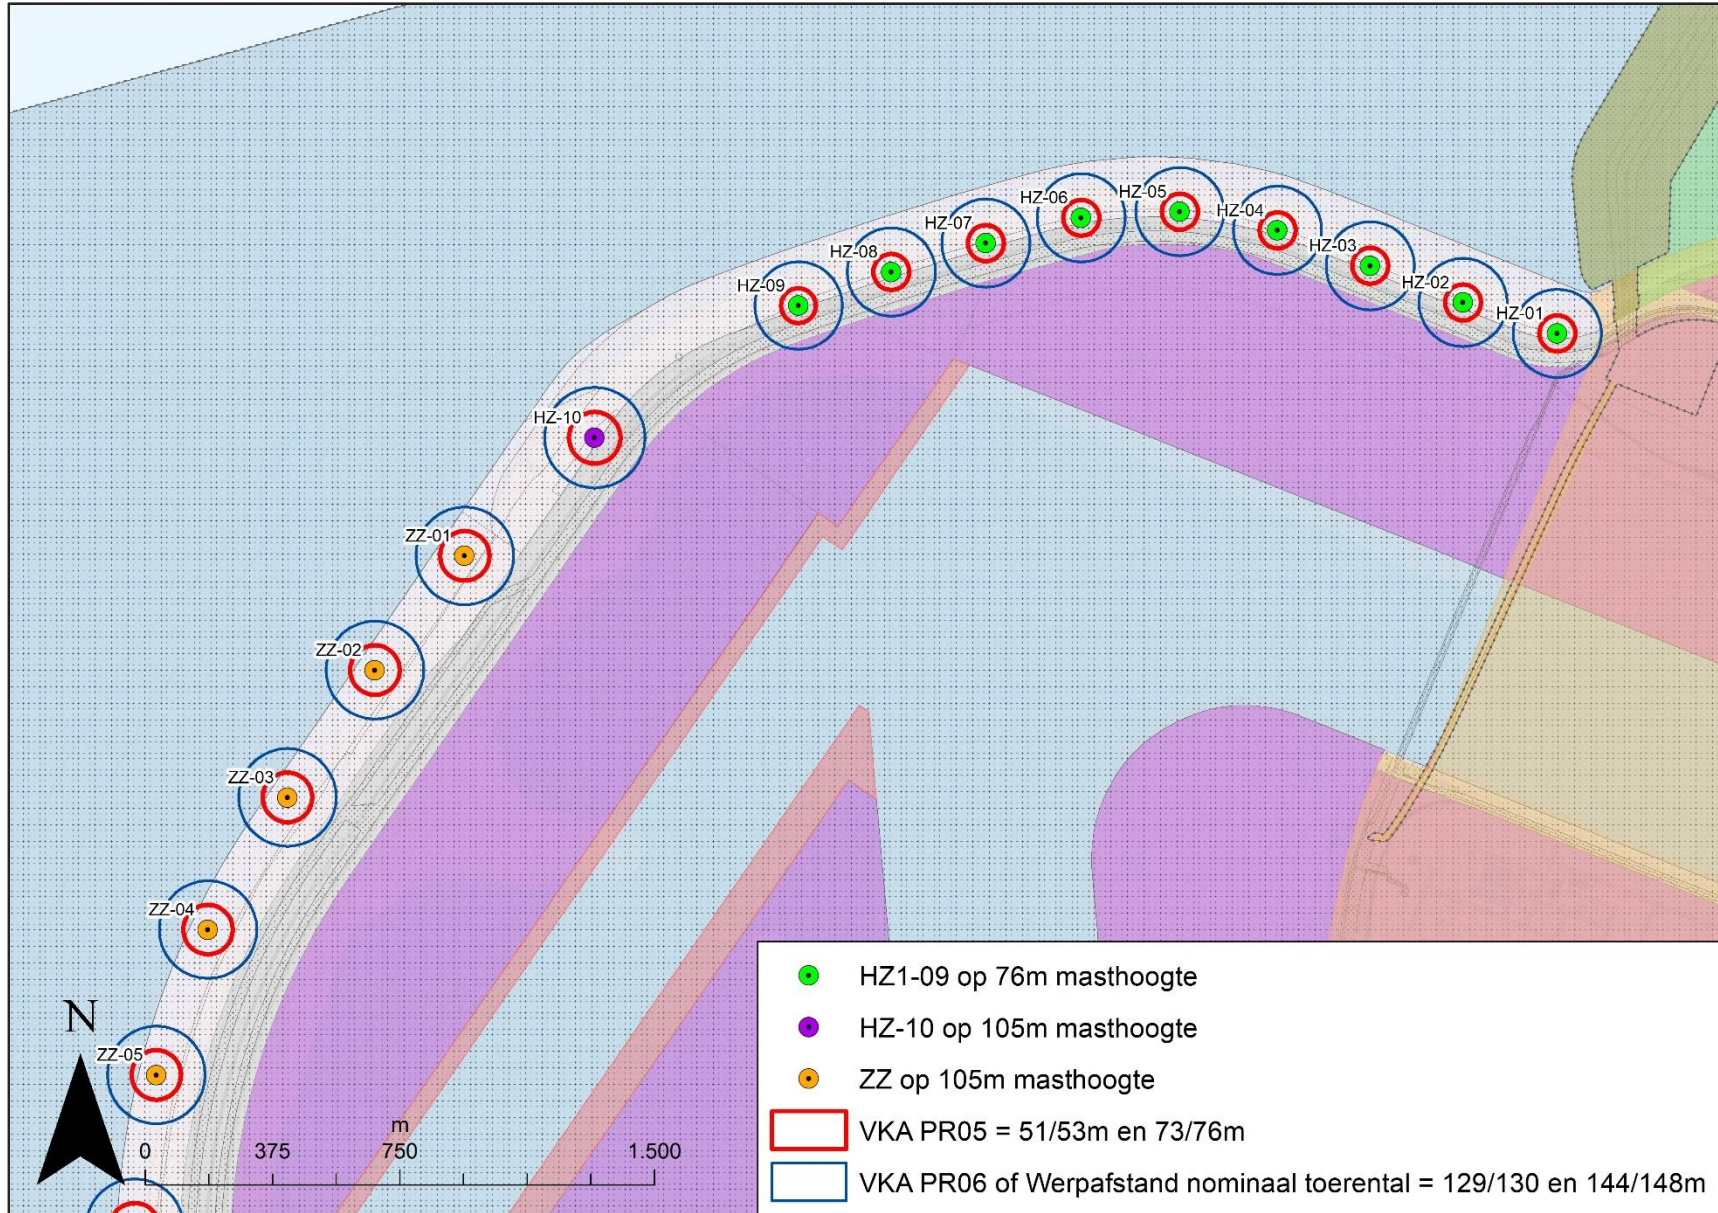 HZ-05
HZ-06
HZ-04
HZ-07
HZ-03
HZ-08
HZ-02
HZ-09
HZ-01
HZ-10
ZZ-01
ZZ-02
ZZ-03
ZZ-04
ZZ-05
N
m
0 375 750 1.500
HZ1-09 op 76m masthoogte
HZ-10 op 105m masthoogte
ZZ op 105m masthoogte
VKA PR05 = 51/53m en 73/76m
VKA PR06 of Werpafstand nominaal toerental = 129/130 en 144/148m